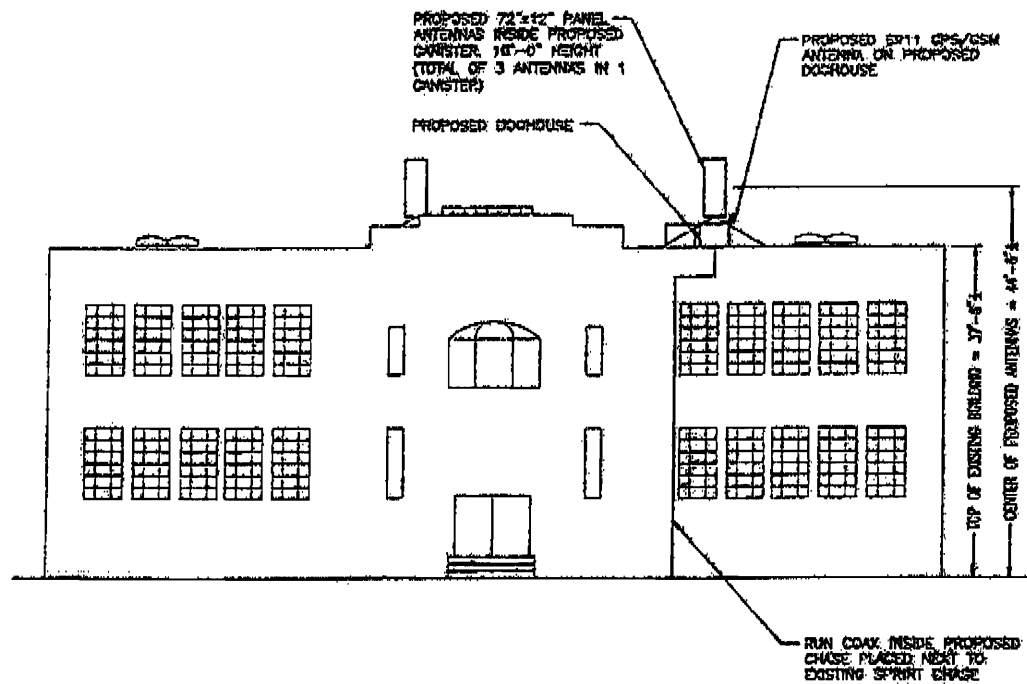 PROPOSED 72"x12" PANEL
ANTENNAS INSIDE PROPOSED
CANISTER, 10'-0" HEIGHT
(TOTAL OF 3 ANTENNAS IN 1
CANISTER)
PROPOSED E911 GPS/GSM
ANTENNA ON PROPOSED
DOGHOUSE
PROPOSED DOGHOUSE
TOP OF EXISTING BUILDING =
CENTER OF PROPOSED ANTENNAS =
RUN COAX INSIDE PROPOSED
CHASE PLACED NEXT TO
EXISTING SPRINT CHASE